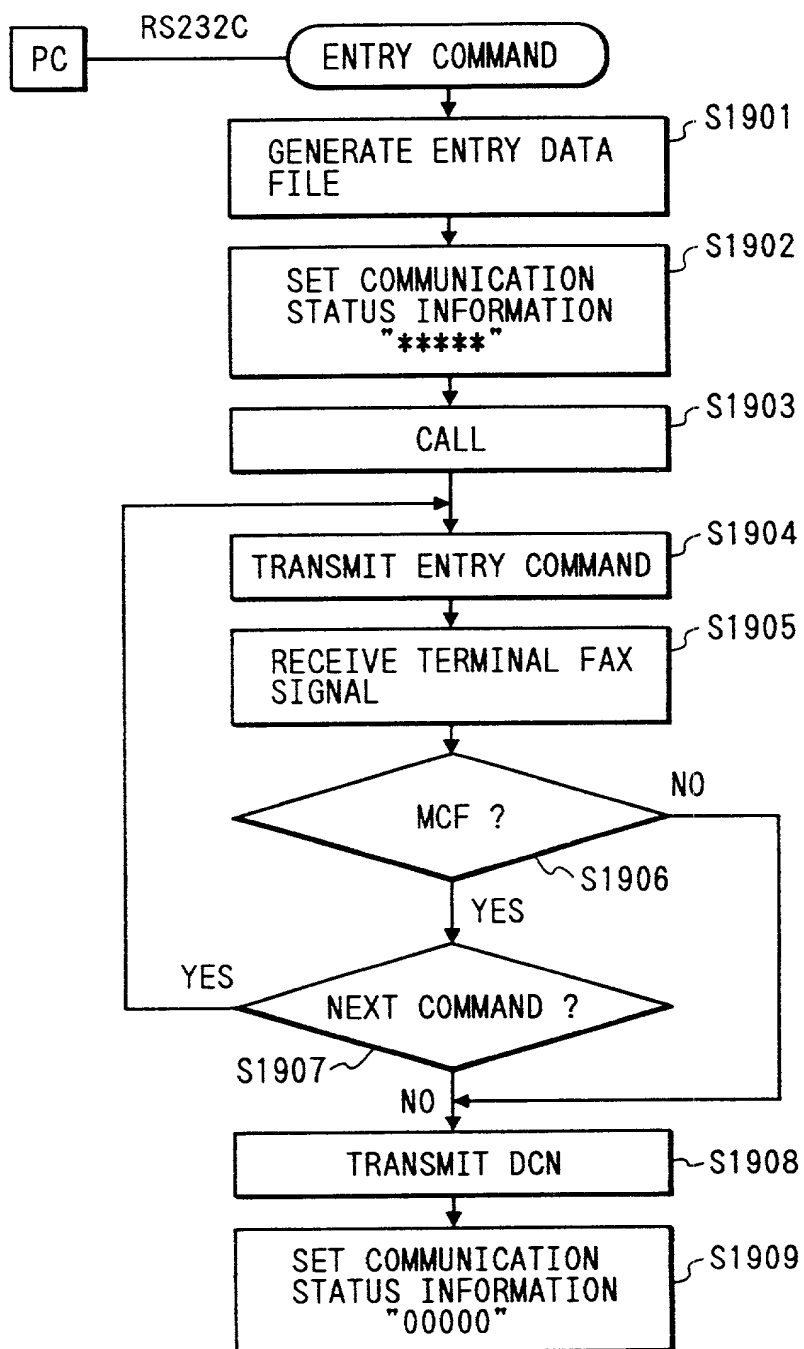 RS232C
PC
ENTRY COMMAND
S1901
GENERATE ENTRY DATA
FILE
S1902
SET COMMUNICATION
STATUS INFORMATION
"*****"
S1903
CALL
S1904
TRANSMIT ENTRY COMMAND
S1905
RECEIVE TERMINAL FAX
SIGNAL
NO
MCF ?
S1906
YES
YES
NEXT COMMAND ?
S1907
NO
TRANSMIT DCN
S1908
SET COMMUNICATION
STATUS INFORMATION
"00000"
S1909